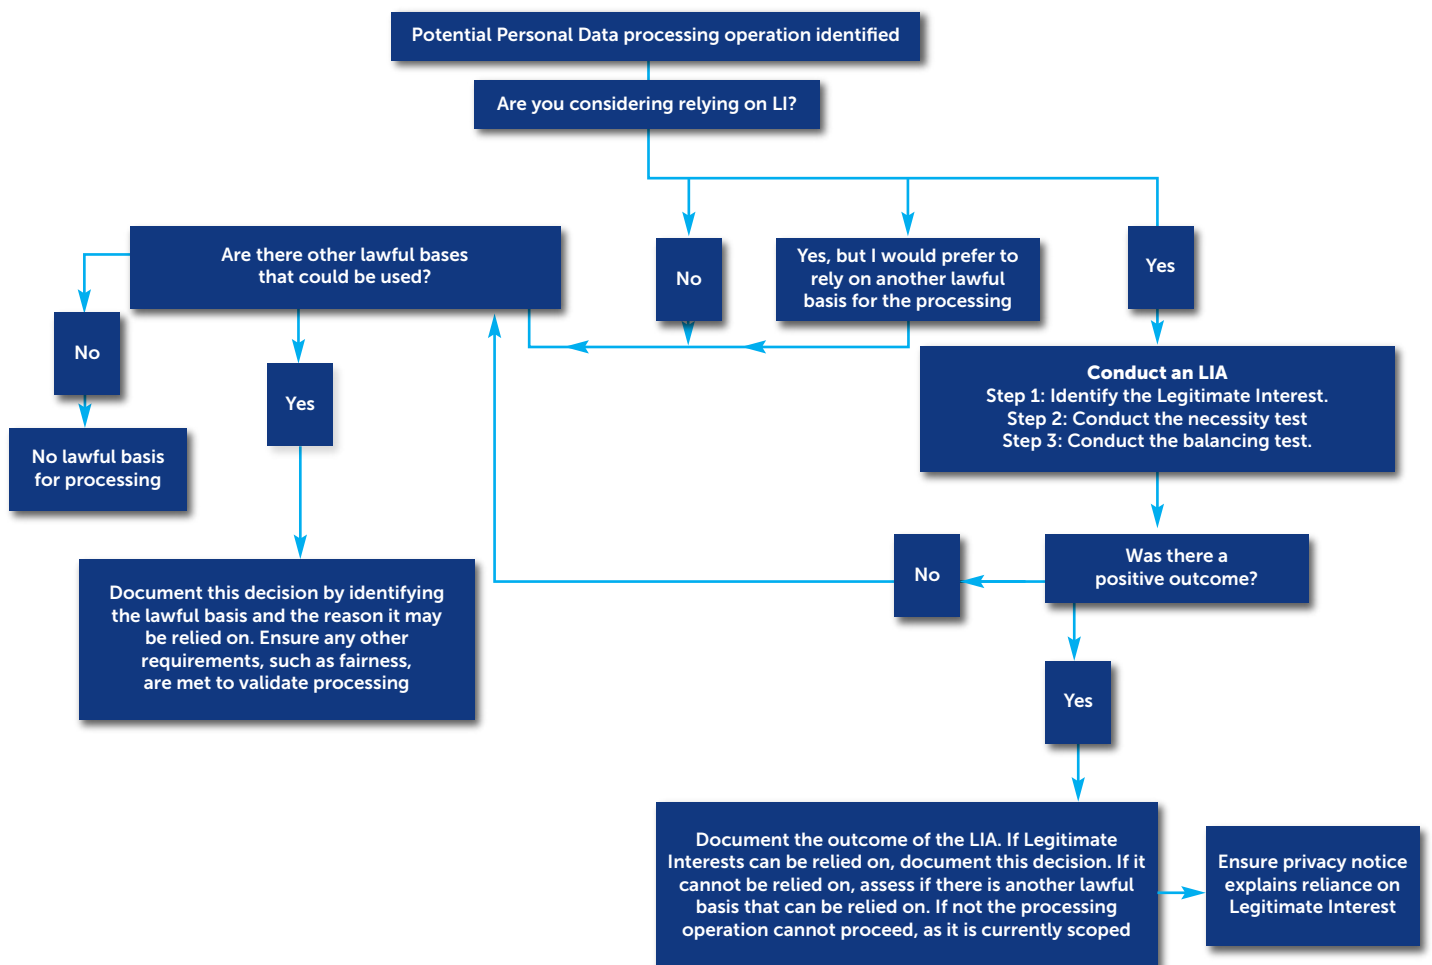 Potential Personal Data processing operation identified
Are you considering relying on LI?
Are there other lawful bases
that could be used?
No
Yes, but I would prefer to
rely on another lawful
basis for the processing
Yes
No
Yes
Conduct an LIA
Step 1: Identify the Legitimate Interest.
Step 2: Conduct the necessity test
Step 3: Conduct the balancing test.
No lawful basis
for processing
No
Was there a
positive outcome?
Document this decision by identifying
the lawful basis and the reason it may
be relied on. Ensure any other
requirements, such as fairness,
are met to validate processing
Yes
Document the outcome of the LIA. If Legitimate
Interests can be relied on, document this decision. If it
cannot be relied on, assess if there is another lawful
basis that can be relied on. If not the processing
operation cannot proceed, as it is currently scoped
Ensure privacy notice
explains reliance on
Legitimate Interest